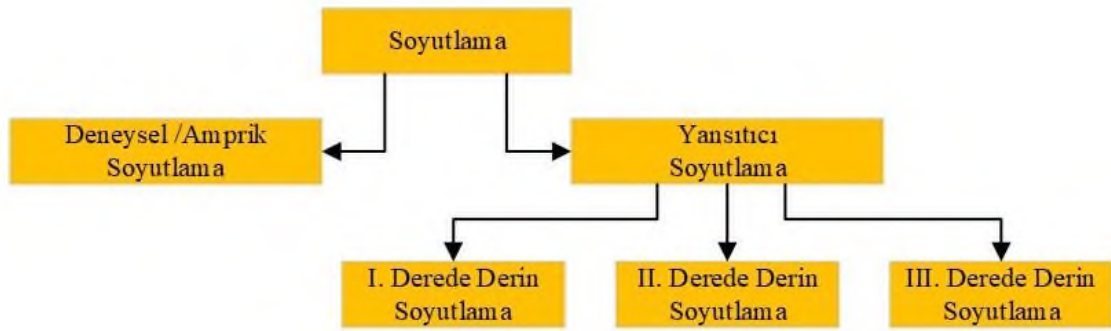 Soyutlama
Deneysel /Amprik
Soyutlama
Yansıtıcı
Soyutlama
I. Derede Derin
Soyutlama
II. Derede Derin
Soyutlama
III. Derede Derin
Soyutlama